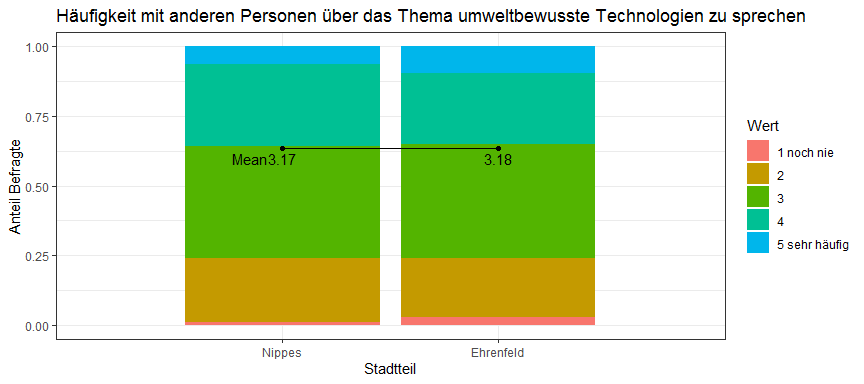 Häufigkeit mit anderen Personen über das Thema umweltbewusste Technologien zu sprechen
1.00
0.75
0.50
0.25
0.00
Anteil Befragte
Mean3.17
3.18
Nippes
Ehrenfeld
Stadtteil
Wert
1 noch nie
2
3
4
5 sehr häufig